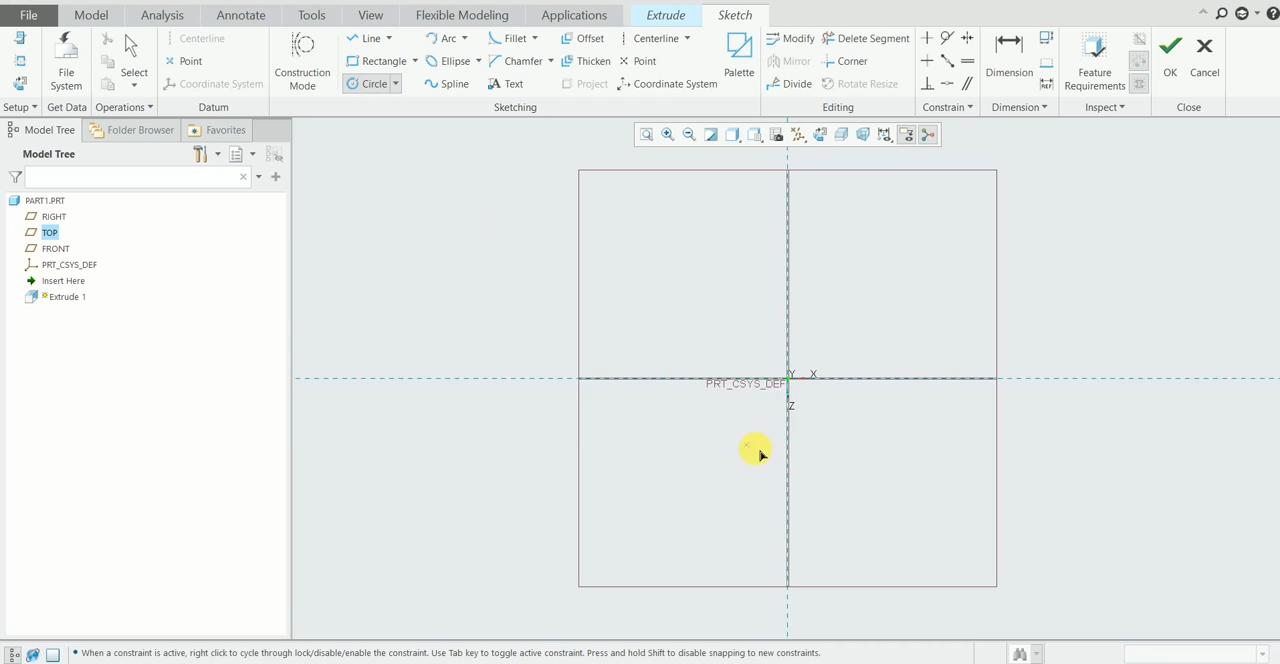 File Model Analysis Annotate Tools View Flexible Modeling Applications Extrude Sketch
Centerline Line Arc Fillet Offset Centerline Modify Delete Segment
Point Rectangle Ellipse Chamfer Thicken Point Mirror Corner
File System Select Coordinate System Construction Mode Circle Spline Text Project Coordinate System Palette Divide Rotate Resize Dimension Feature Requirements OK Cancel
Setup Get Data Operations Datum Sketching Editing Constrain Dimension Inspect Close
Model Tree Folder Browser Favorites
Model Tree
PART1.PRT
RIGHT
TOP
FRONT
PRT_CSYS_DEF
Insert Here
Extrude 1
Y X
PRT_CSYS_DEF
Z
When a constraint is active, right click to cycle through lock/disable/enable the constraint. Use Tab key to toggle active constraint. Press and hold Shift to disable snapping to new constraints.